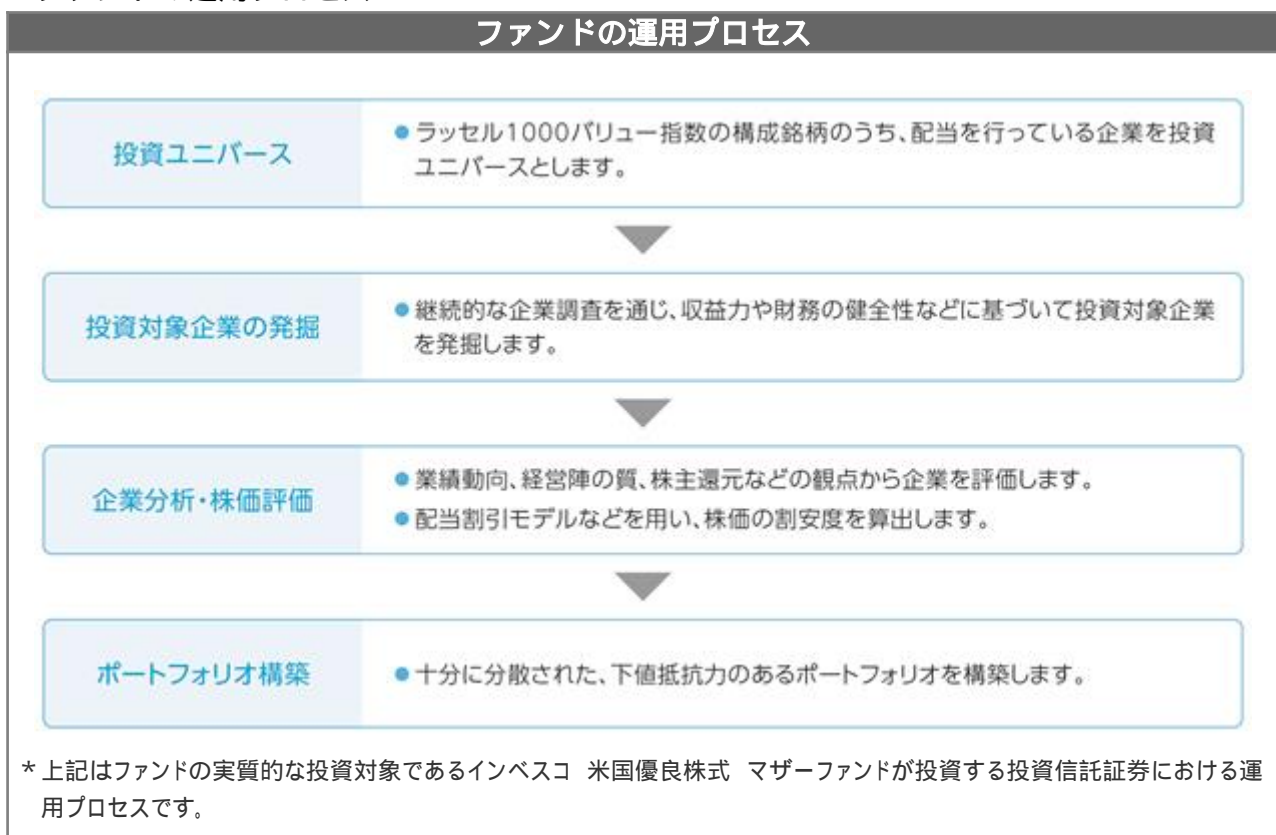 ファンドの運用プロセス
投資ユニバース
●ラッセル1000バリュー指数の構成銘柄のうち、配当を行っている企業を投資
ユニバースとします。
投資対象企業の発掘
●継続的な企業調査を通じ、収益力や財務の健全性などに基づいて投資対象企業
を発掘します。
企業分析・株価評価
●業績動向、経営陣の質、株主還元などの観点から企業を評価します。
●配当割引モデルなどを用い、株価の割安度を算出します。
ポートフォリオ構築
●十分に分散された、下値抵抗力のあるポートフォリオを構築します。
*上記はファンドの実質的な投資対象であるインベスコ 米国優良株式 マザーファンドが投資する投資信託証券における運
用プロセスです。